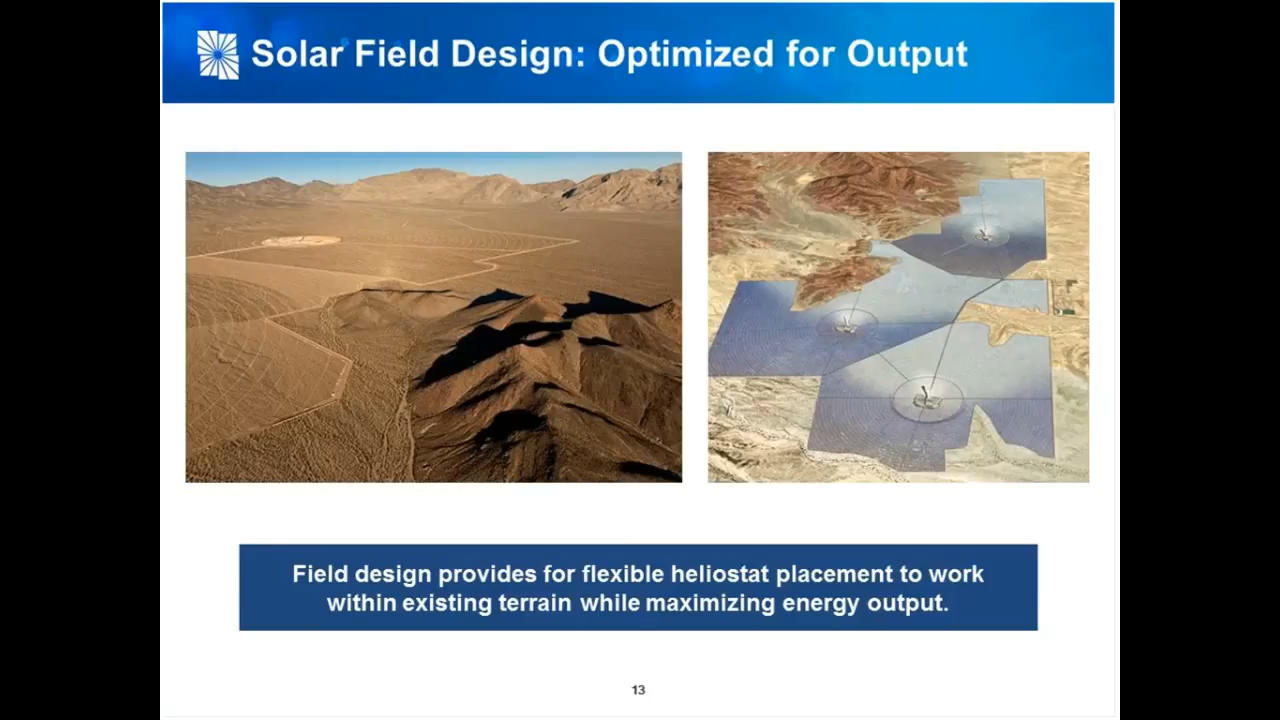 Solar Field Design: Optimized for Output
Field design provides for flexible heliostat placement to work
within existing terrain while maximizing energy output.
13